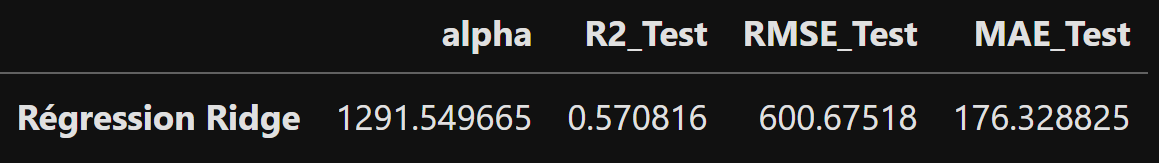 alpha R2_Test RMSE_Test MAE_Test
Régression Ridge 1291.549665 0.570816 600.67518 176.328825